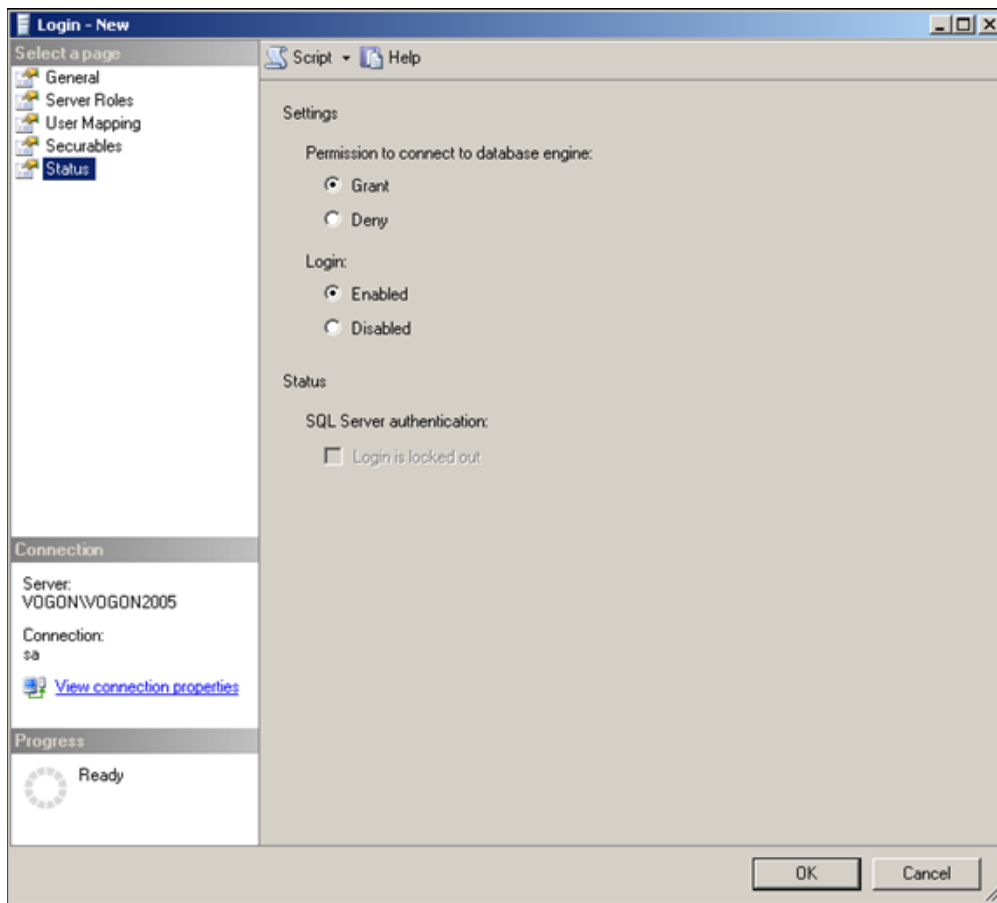 Login - New
Select a page
General
Server Roles
User Mapping
Securables
Status
Script
Help
Settings
Permission to connect to database engine:
Grant
Deny
Login:
Enabled
Disabled
Status
SQL Server authentication:
Login is locked out
Connection
Server:
VOGON\VOGON2005
Connection:
sa
View connection properties
Progress
Ready
OK
Cancel